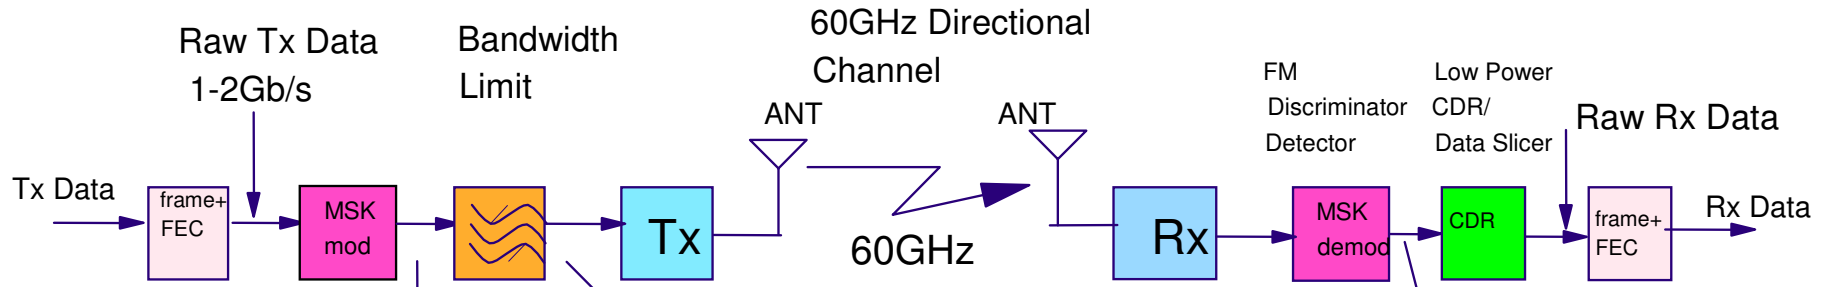 Raw Tx Data
1-2Gb/s
Bandwidth
Limit
60GHz Directional
Channel
ANT
ANT
FM
Discriminator
Detector
Low Power
CDR/
Data Slicer
Raw Rx Data
Tx Data
frame+
FEC
MSK
mod
Tx
60GHz
Rx
MSK
demod
CDR
frame+
FEC
Rx Data